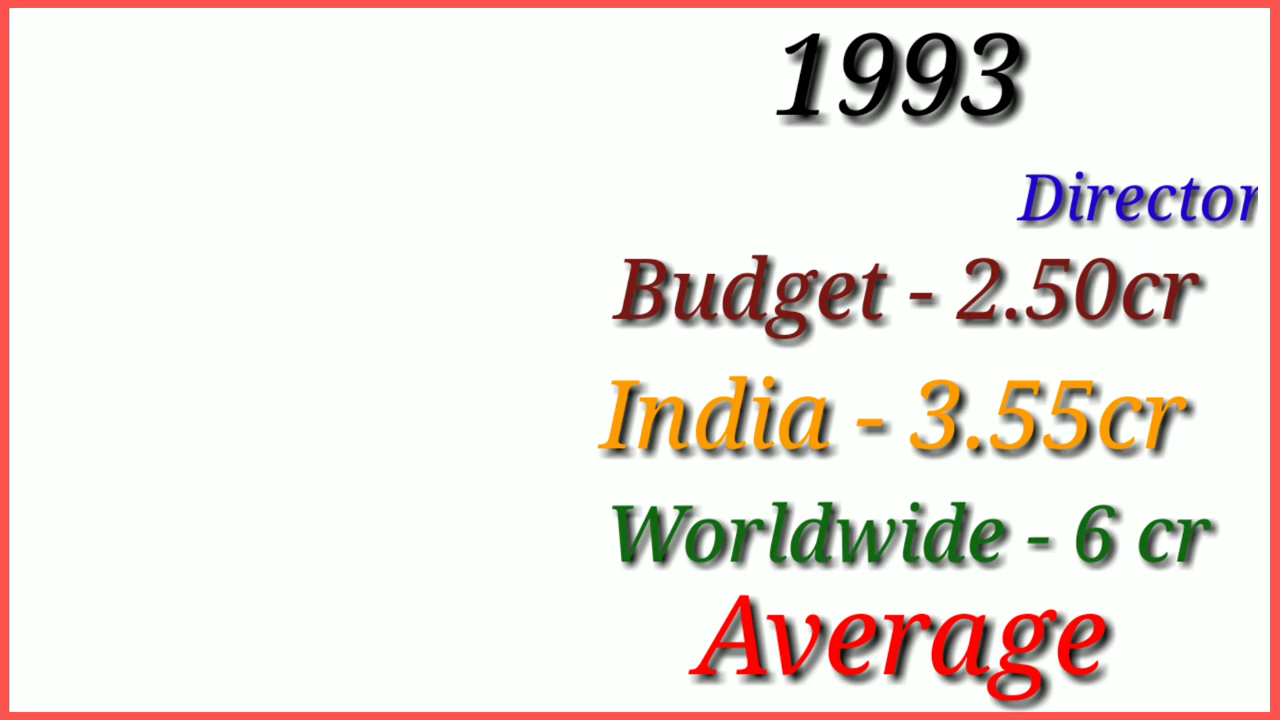 1993
Director
Budget - 2.50cr
India - 3.55cr
Worldwide - 6 cr
Average